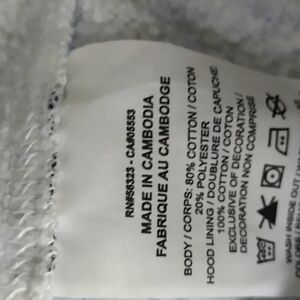 RN#56323 - CA#05553
MADE IN CAMBODIA
FABRIQUE AU CAMBODGE
BODY / CORPS: 80% COTTON / COTON
20% POLYESTER
HOOD LINING / DOUBLURE DE CAPUCHE:
100% COTTON / COTON
EXCLUSIVE OF DECORATION /
DECORATION NON COMPRISE
WASH INSIDE OUT